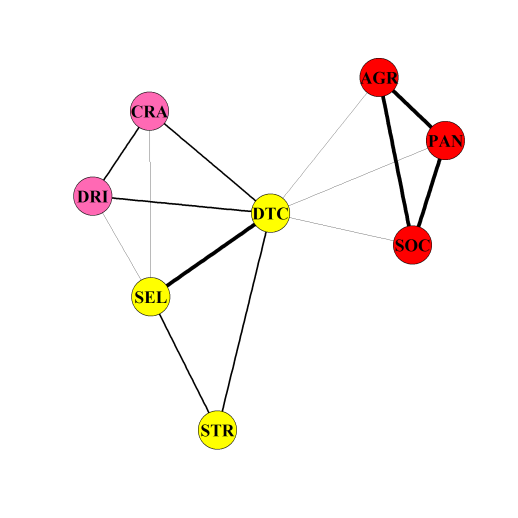 AGR
CRA
PAN
DRI
DTC
SOC
SEL
STR